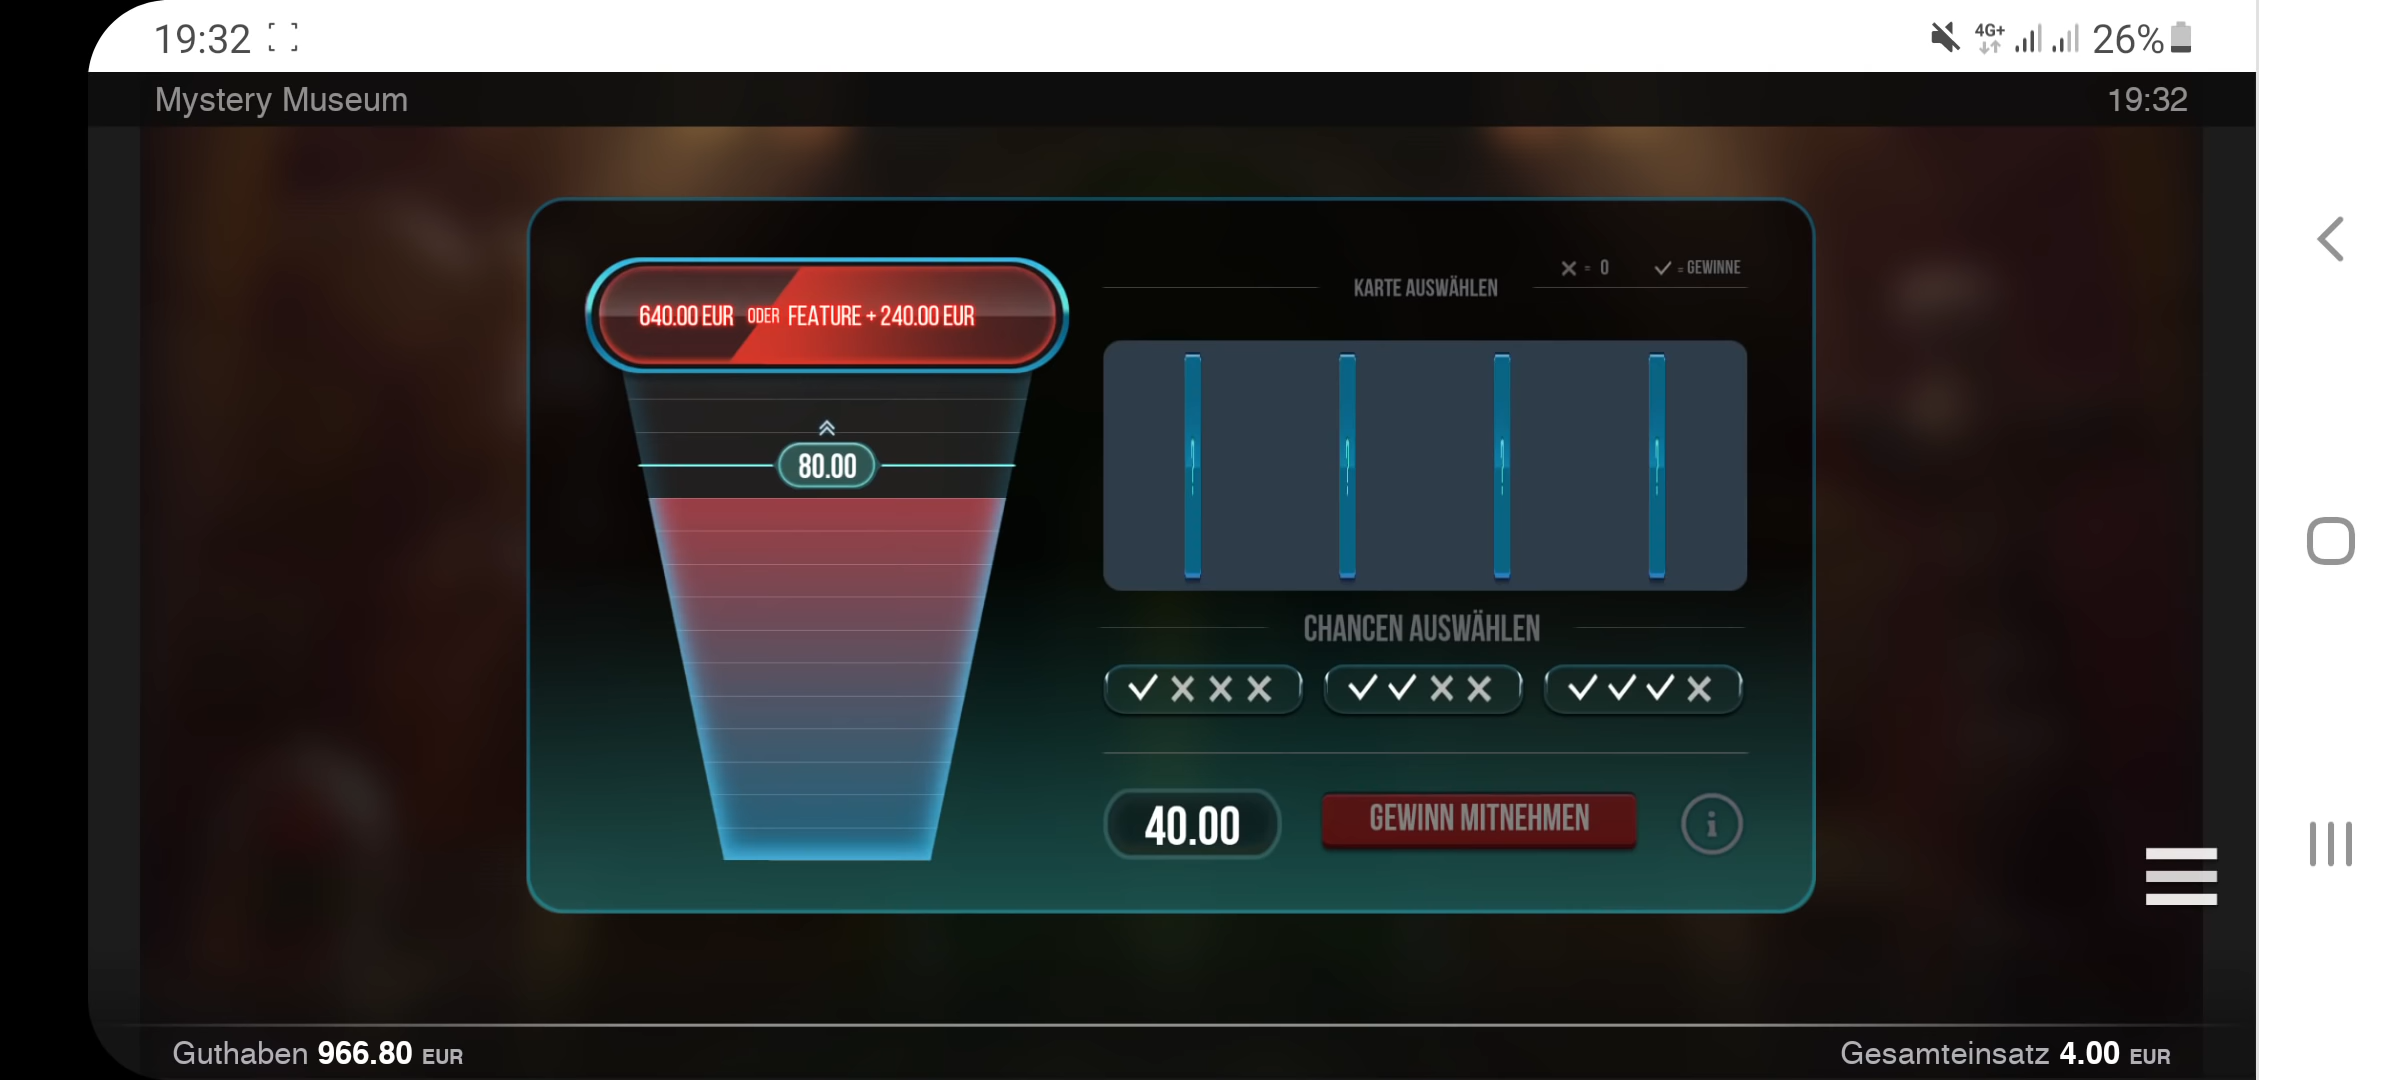 19:32
4G+ 26%
Mystery Museum
19:32
640.00 EUR ODER FEATURE + 240.00 EUR
KARTE AUSWÄHLEN
= 0
= GEWINNE
80.00
CHANCEN AUSWÄHLEN
40.00
GEWINN MITNEHMEN
i
Guthaben 966.80 EUR
Gesamteinsatz 4.00 EUR